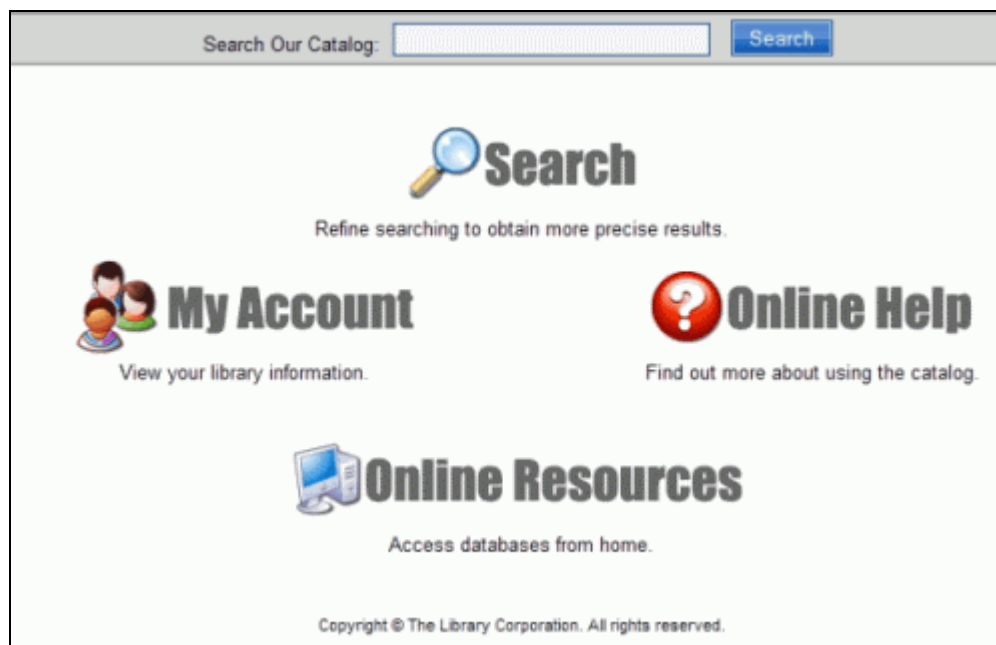 Search Our Catalog: Search
Search
Refine searching to obtain more precise results.
My Account
View your library information.
Online Help
Find out more about using the catalog.
Online Resources
Access databases from home.
Copyright © The Library Corporation. All rights reserved.